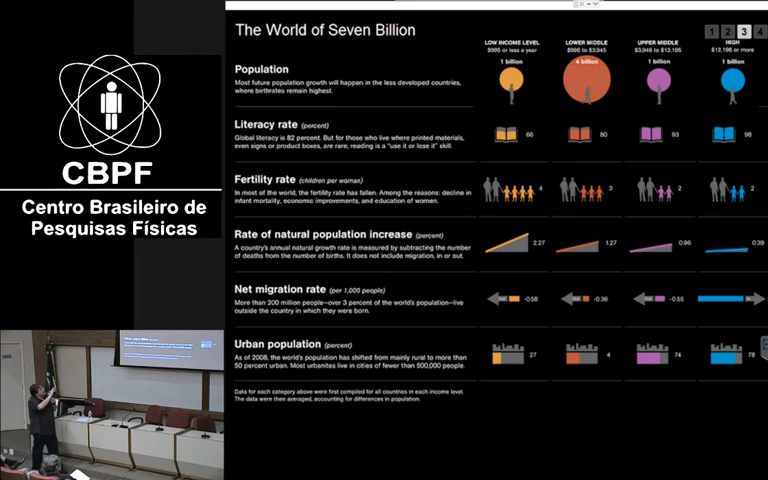 The World of Seven Billion
1 2 3 4
LOW INCOME LEVEL
$995 or less a year
LOWER MIDDLE
$996 to $3,945
UPPER MIDDLE
$3,946 to $12,195
HIGH
$12,196 or more
Population
Most future population growth will happen in the less developed countries,
where birthrates remain highest.
1 billion
4 billion
1 billion
1 billion
Literacy rate (percent)
Global literacy is 82 percent. But for those who live where printed materials,
even signs or product boxes, are rare, reading is a "use it or lose it" skill.
66
80
93
98
Fertility rate (children per woman)
In most of the world, the fertility rate has fallen. Among the reasons: decline in
infant mortality, economic improvements, and education of women.
4
3
2
2
Rate of natural population increase (percent)
A country's annual natural growth rate is measured by subtracting the number
of deaths from the number of births. It does not include migration, in or out.
2.27
1.27
0.96
0.39
Net migration rate (per 1,000 people)
More than 200 million people–over 3 percent of the world's population–live
outside the country in which they were born.
Out -0.58
Out -0.36
Out -0.55
In
Urban population (percent)
As of 2008, the world's population has shifted from mainly rural to more than
50 percent urban. Most urbanites live in cities of fewer than 500,000 people.
27
4
74
78
Data for each category above were first compiled for all countries in each income level.
The data were then averaged, accounting for differences in population.
CBPF
Centro Brasileiro de
Pesquisas Físicas